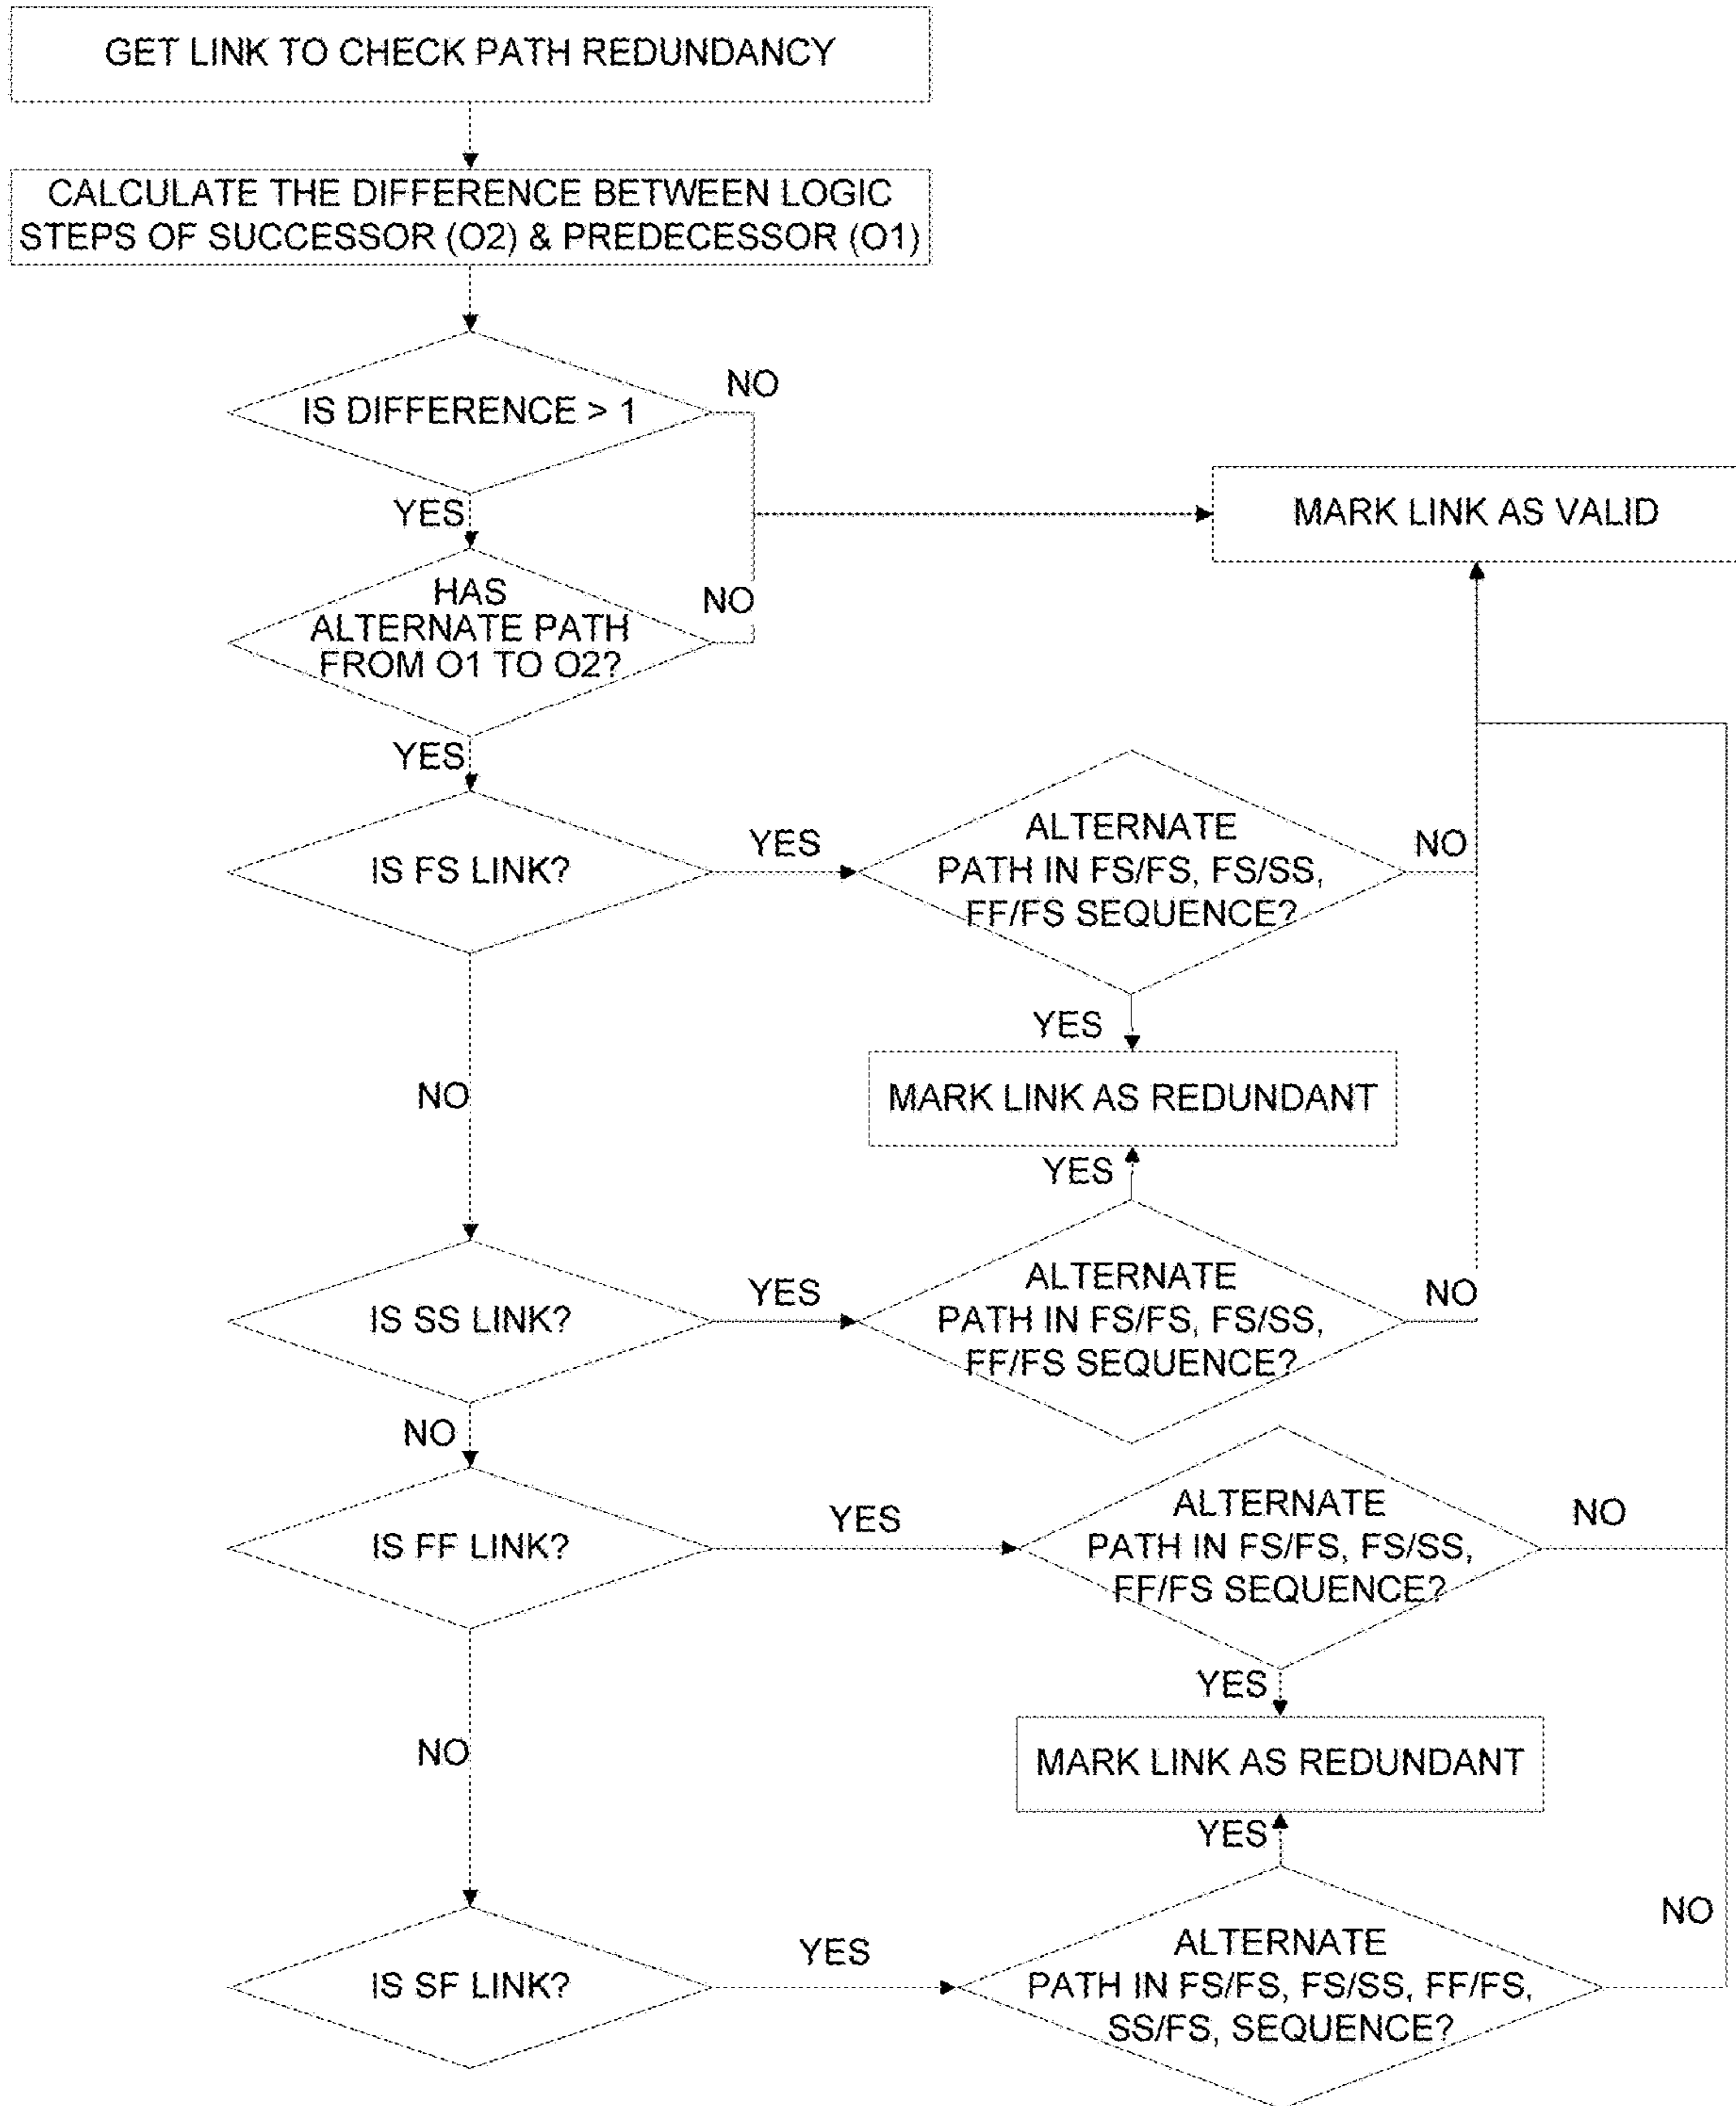 GET LINK TO CHECK PATH REDUNDANCY
CALCULATE THE DIFFERENCE BETWEEN LOGIC
STEPS OF SUCCESSOR (O2) & PREDECESSOR (O1)
IS DIFFERENCE > 1
NO
YES
MARK LINK AS VALID
HAS
ALTERNATE PATH
FROM O1 TO O2?
NO
YES
IS FS LINK?
YES
ALTERNATE
PATH IN FS/FS, FS/SS,
FF/FS SEQUENCE?
NO
YES
NO
MARK LINK AS REDUNDANT
YES
IS SS LINK?
YES
ALTERNATE
PATH IN FS/FS, FS/SS,
FF/FS SEQUENCE?
NO
NO
IS FF LINK?
YES
ALTERNATE
PATH IN FS/FS, FS/SS,
FF/FS SEQUENCE?
NO
YES
NO
MARK LINK AS REDUNDANT
YES
IS SF LINK?
YES
ALTERNATE
PATH IN FS/FS, FS/SS, FF/FS,
SS/FS, SEQUENCE?
NO